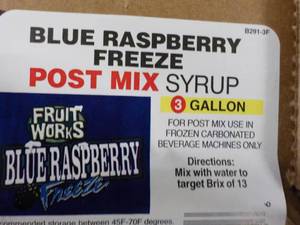 B291-3F
BLUE RASPBERRY
FREEZE
POST MIX SYRUP
3 GALLON
FOR POST MIX USE IN
FROZEN CARBONATED
BEVERAGE MACHINES ONLY
Directions:
Mix with water to
target Brix of 13
FRUIT
WORKS
BLUE RASPBERRY
Freeze
commended storage between 45F-70F degrees.